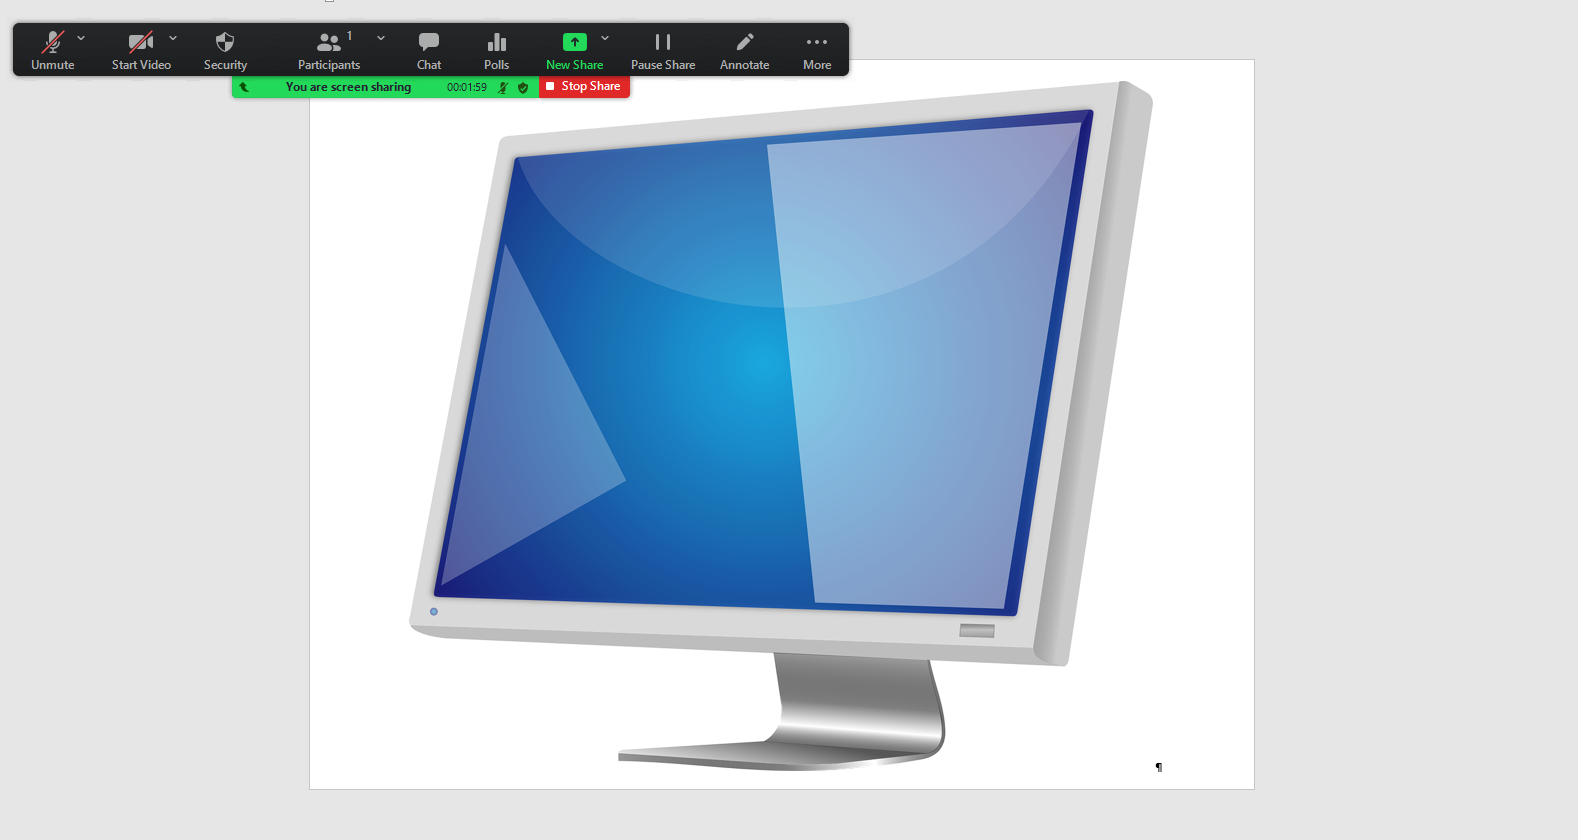 1
Unmute Start Video Security Participants Chat Polls New Share Pause Share Annotate More
You are screen sharing 00:01:59 Stop Share
¶